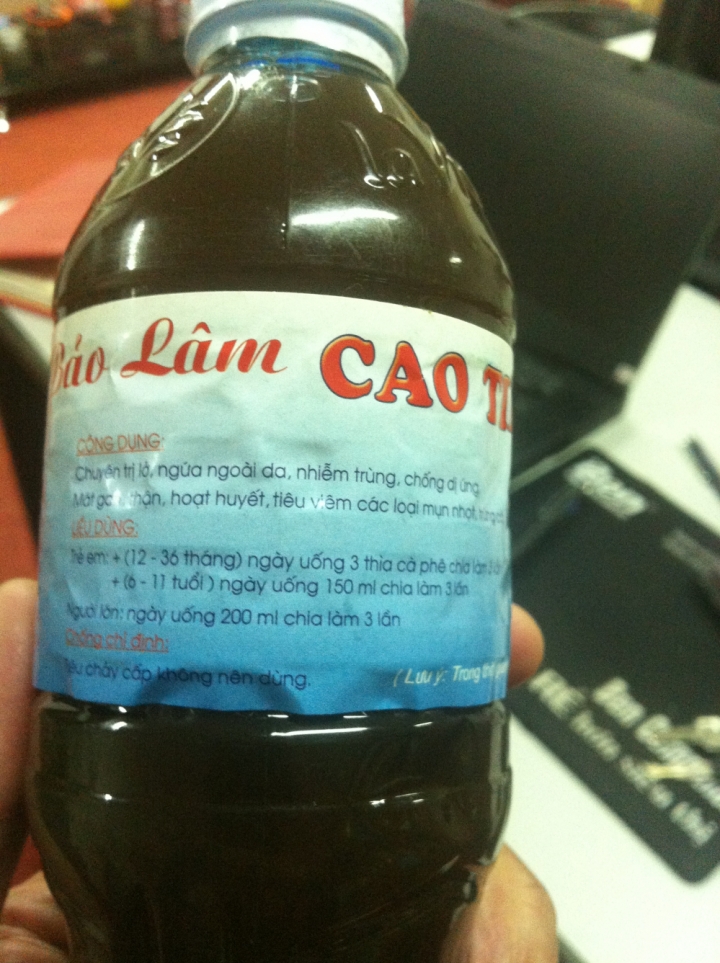 Bảo Lâm CAO
CÔNG DỤNG:
Chuyên trị lở, ngứa ngoài da, nhiễm trùng, chống dị ứng,
Mát gan, thận, hoạt huyết, tiêu viêm các loại mụn nhọt,
LIỀU DÙNG:
Trẻ em: + (12 - 36 tháng) ngày uống 3 thìa cà phê chia làm 3 lần
+ (6 - 11 tuổi) ngày uống 150 ml chia làm 3 lần
Người lớn: ngày uống 200 ml chia làm 3 lần
Chống chỉ định:
Tiêu chảy cấp không nên dùng.
( Lưu ý: Trong